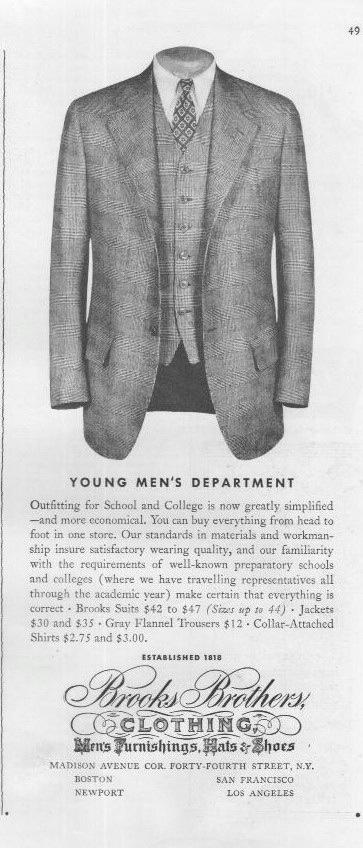 49
YOUNG MEN'S DEPARTMENT
Outfitting for School and College is now greatly simplified
—and more economical. You can buy everything from head to
foot in one store. Our standards in materials and workman-
ship insure satisfactory wearing quality, and our familiarity
with the requirements of well-known preparatory schools
and colleges (where we have travelling representatives all
through the academic year) make certain that everything is
correct · Brooks Suits $42 to $47 (Sizes up to 44) · Jackets
$30 and $35 · Gray Flannel Trousers $12 · Collar-Attached
Shirts $2.75 and $3.00.
ESTABLISHED 1818
Brooks Brothers,
CLOTHING,
Men's Furnishings, Hats & Shoes
MADISON AVENUE COR. FORTY-FOURTH STREET, N.Y.
BOSTON SAN FRANCISCO
NEWPORT LOS ANGELES